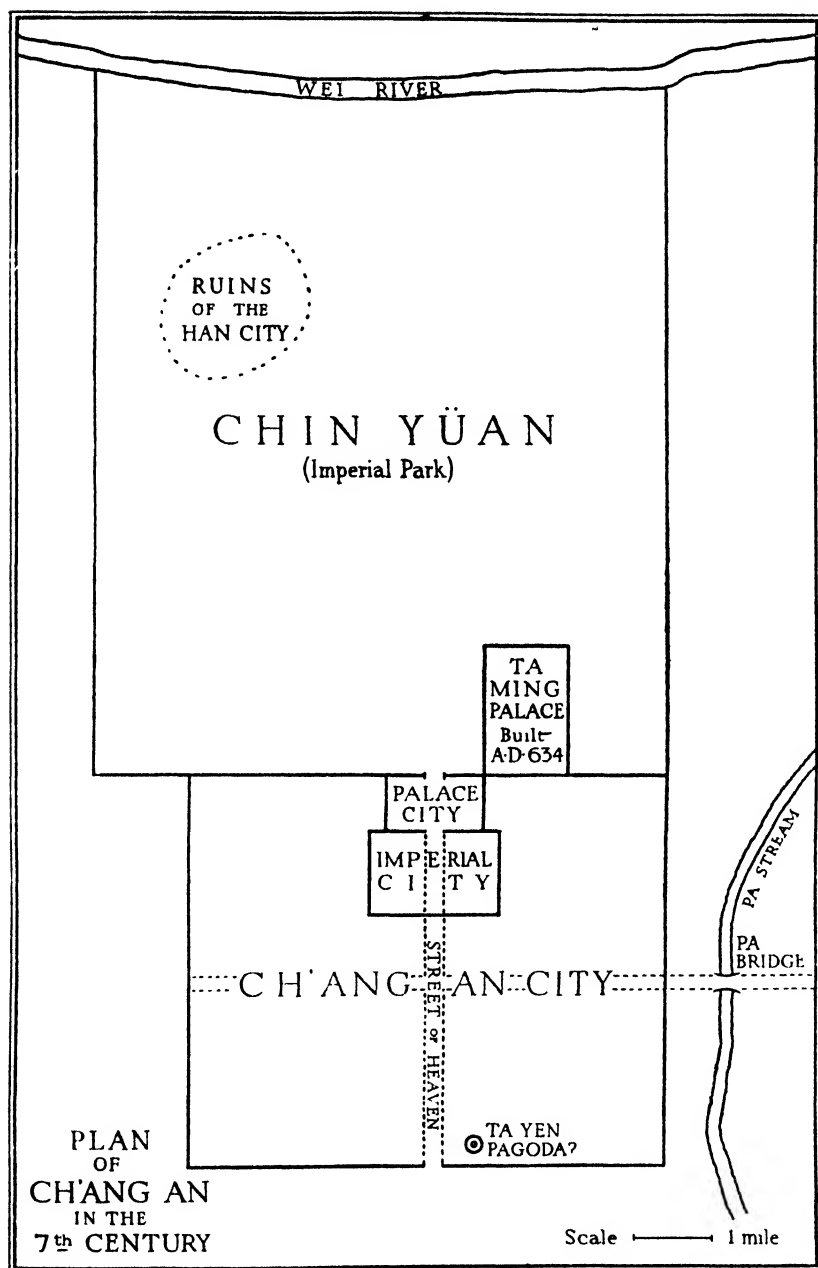 WEI RIVER
RUINS
OF THE
HAN CITY
CHIN YÜAN
(Imperial Park)
TA
MING
PALACE
Built
A·D·634
PALACE
CITY
IMPERIAL
CITY
PA STREAM
PA
BRIDGE
CH'ANG AN CITY
STREET of HEAVEN
TA YEN
PAGODA?
PLAN
OF
CH'ANG AN
IN THE
7th CENTURY
Scale 1 mile